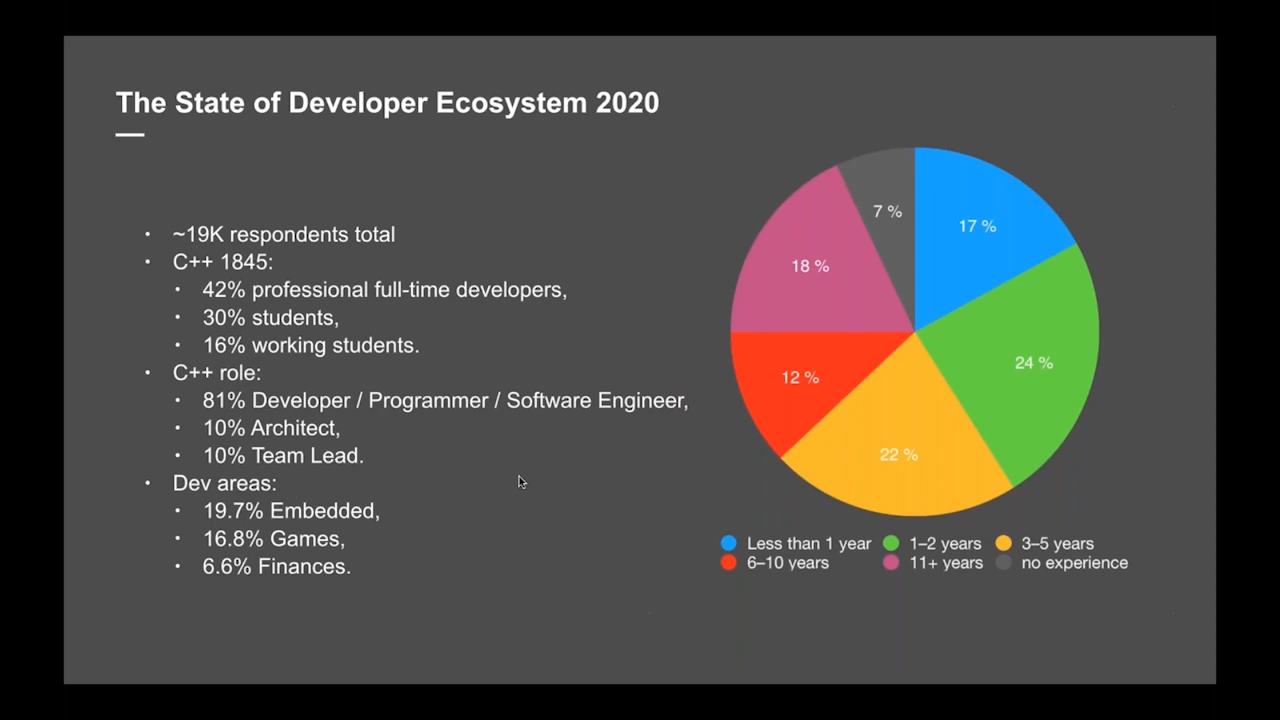 The State of Developer Ecosystem 2020
• ~19K respondents total
• C++ 1845:
• 42% professional full-time developers,
• 30% students,
• 16% working students.
• C++ role:
• 81% Developer / Programmer / Software Engineer,
• 10% Architect,
• 10% Team Lead.
• Dev areas:
• 19.7% Embedded,
• 16.8% Games,
• 6.6% Finances.
7 %
17 %
18 %
24 %
12 %
22 %
Less than 1 year 1–2 years 3–5 years
6–10 years 11+ years no experience